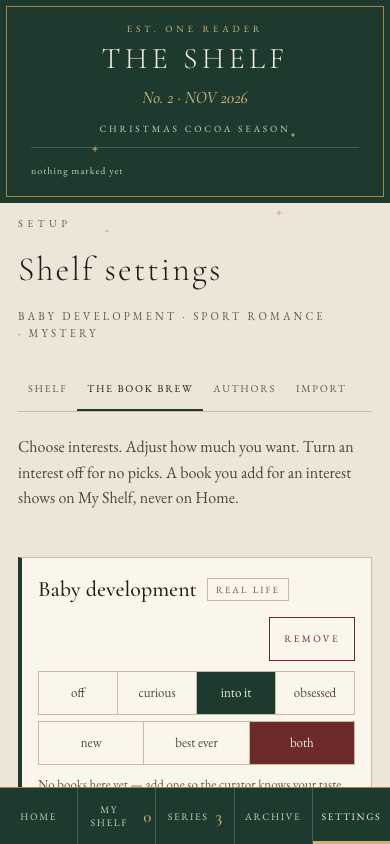 EST. ONE READER
THE SHELF
No. 2 · NOV 2026
CHRISTMAS COCOA SEASON
nothing marked yet
SETUP
Shelf settings
BABY DEVELOPMENT · SPORT ROMANCE
· MYSTERY
SHELF THE BOOK BREW AUTHORS IMPORT
Choose interests. Adjust how much you want. Turn an
interest off for no picks. A book you add for an interest
shows on My Shelf, never on Home.
Baby development REAL LIFE
REMOVE
off curious into it obsessed
new best ever both
No books here yet — add one so the curator knows your taste
HOME MY SHELF 0 SERIES 3 ARCHIVE SETTINGS